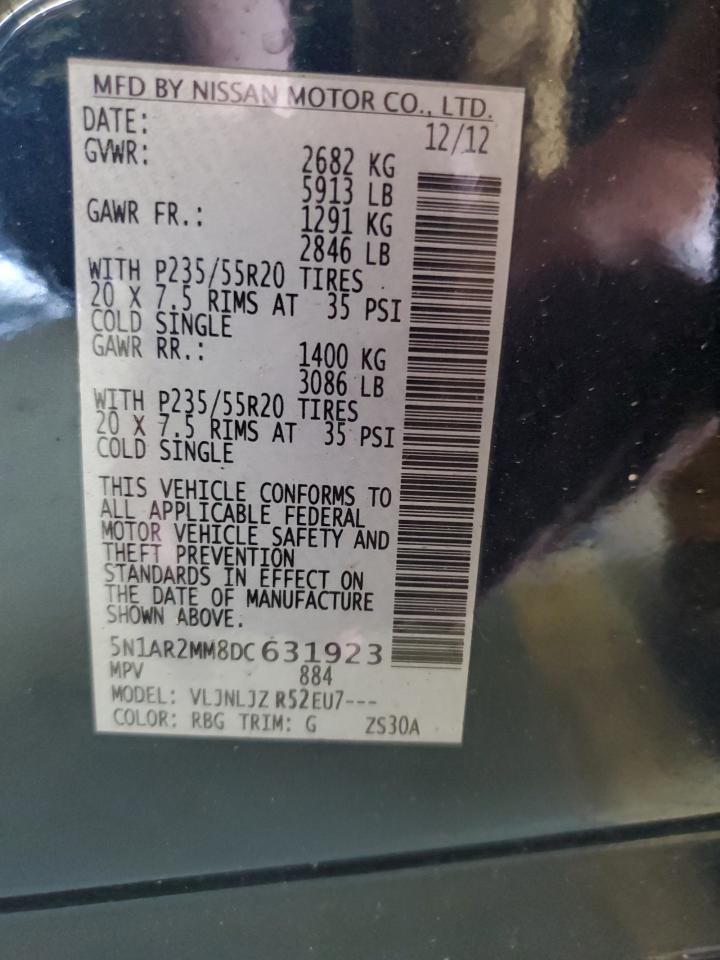 MFD BY NISSAN MOTOR CO., LTD.
DATE: 12/12
GVWR: 2682 KG
5913 LB
GAWR FR.: 1291 KG
2846 LB
WITH P235/55R20 TIRES
20 X 7.5 RIMS AT 35 PSI
COLD SINGLE
GAWR RR.: 1400 KG
3086 LB
WITH P235/55R20 TIRES
20 X 7.5 RIMS AT 35 PSI
COLD SINGLE
THIS VEHICLE CONFORMS TO
ALL APPLICABLE FEDERAL
MOTOR VEHICLE SAFETY AND
THEFT PREVENTION
STANDARDS IN EFFECT ON
THE DATE OF MANUFACTURE
SHOWN ABOVE.
5N1AR2MM8DC 631923
MPV 884
MODEL: VLJNLJZ R52EU7---
COLOR: RBG TRIM: G ZS30A